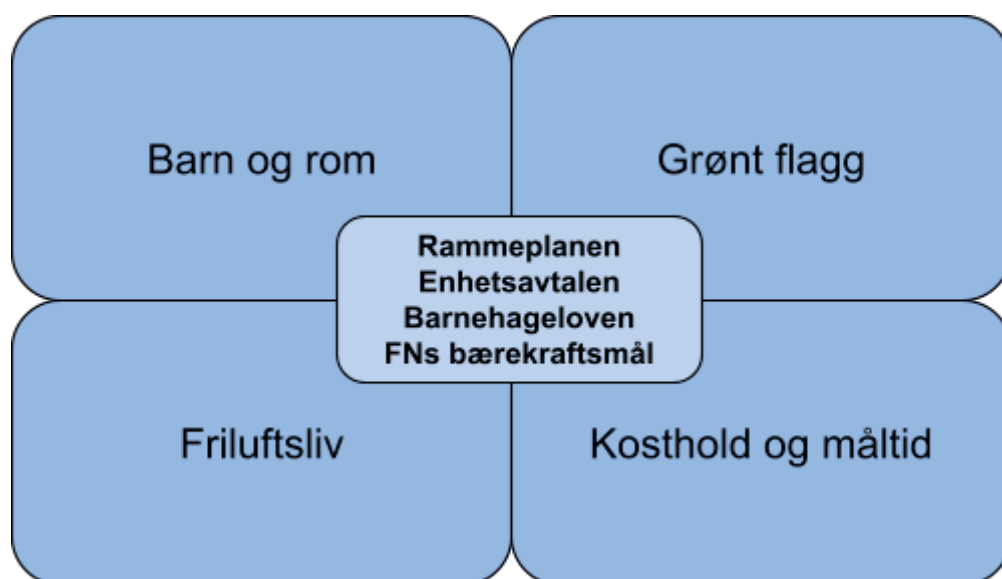 Barn og rom
Grønt flagg
Rammeplanen
Enhetsavtalen
Barnehageloven
FNs bærekraftsmål
Friluftsliv
Kosthold og måltid